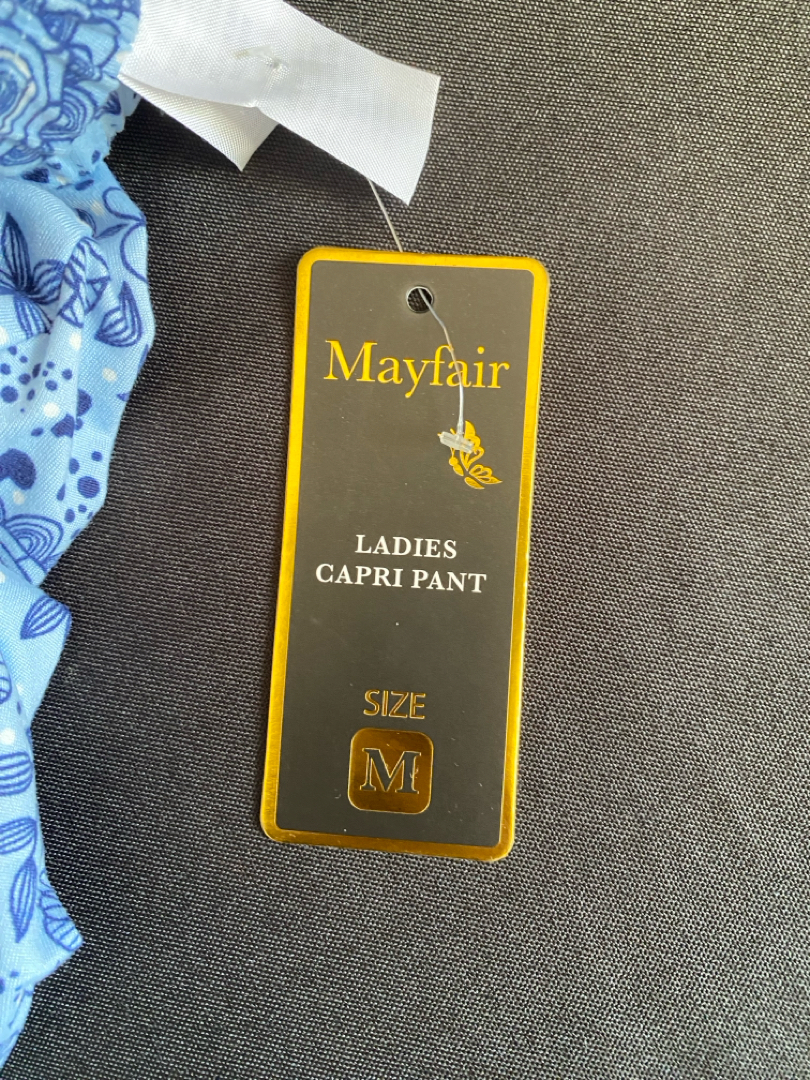 Mayfair
LADIES
CAPRI PANT
SIZE
M